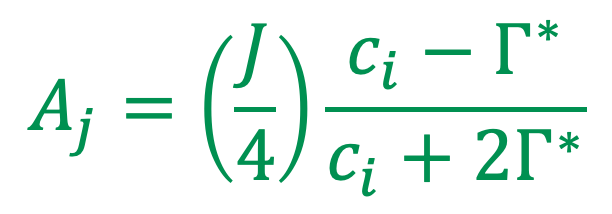 A_j = (J/4) (c_i − Γ*)/(c_i + 2Γ*)